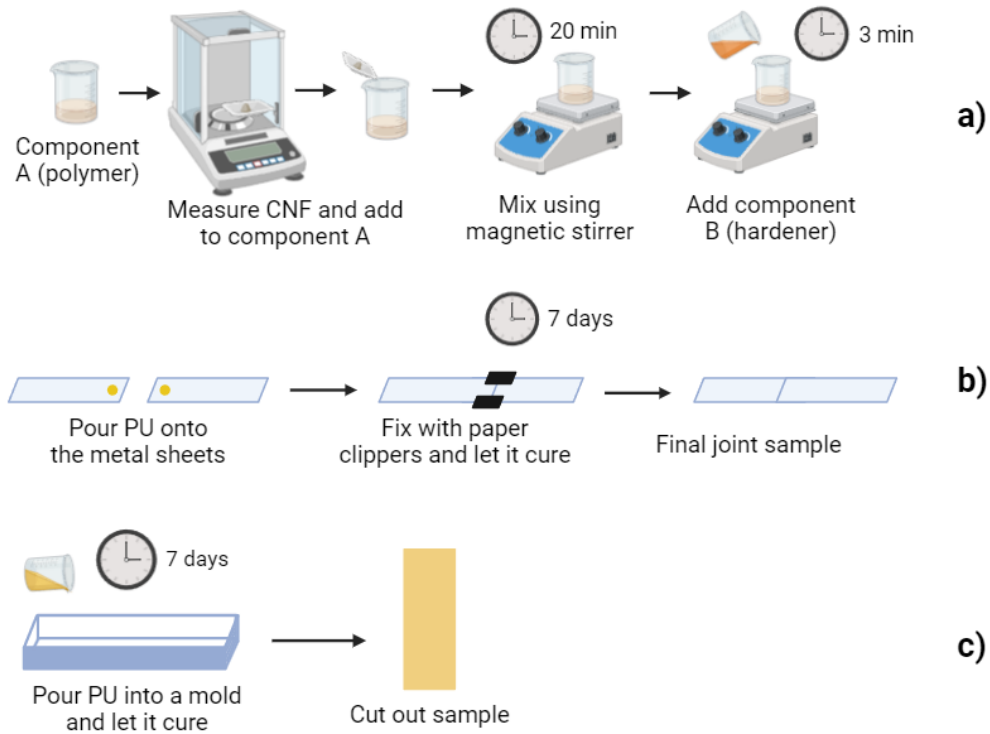 20 min
3 min
a)
Component
A (polymer)
Measure CNF and add
to component A
Mix using
magnetic stirrer
Add component
B (hardener)
7 days
b)
Pour PU onto
the metal sheets
Fix with paper
clippers and let it cure
Final joint sample
7 days
c)
Pour PU into a mold
and let it cure
Cut out sample